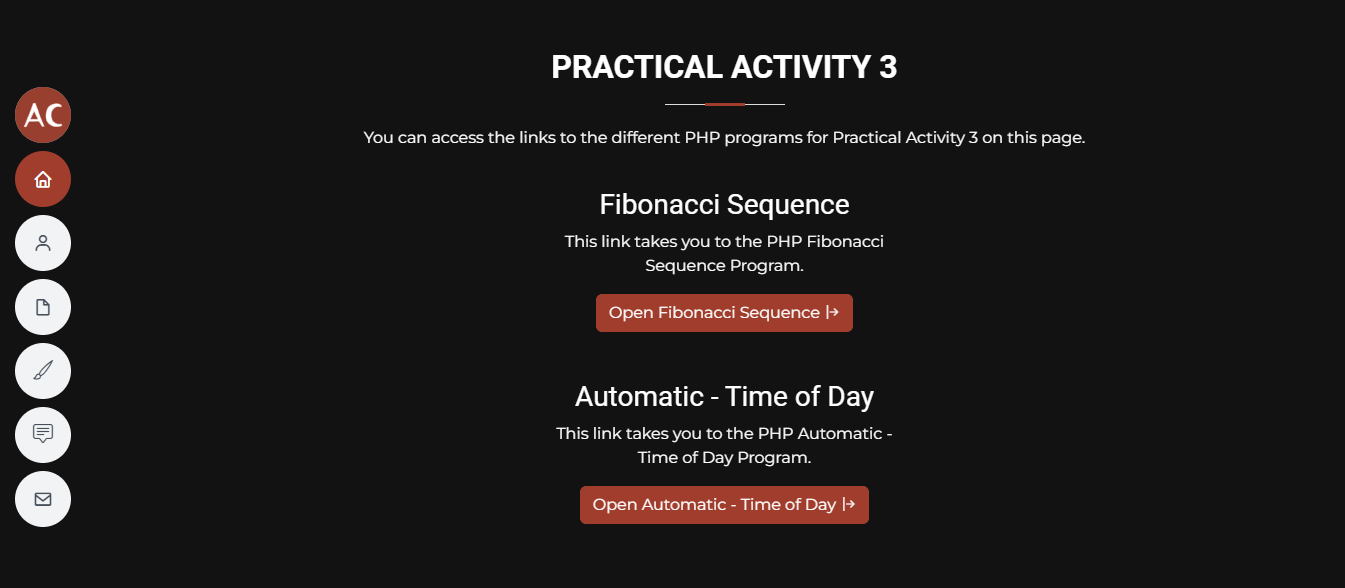 PRACTICAL ACTIVITY 3
AC
You can access the links to the different PHP programs for Practical Activity 3 on this page.
Fibonacci Sequence
This link takes you to the PHP Fibonacci
Sequence Program.
Open Fibonacci Sequence
Automatic - Time of Day
This link takes you to the PHP Automatic -
Time of Day Program.
Open Automatic - Time of Day